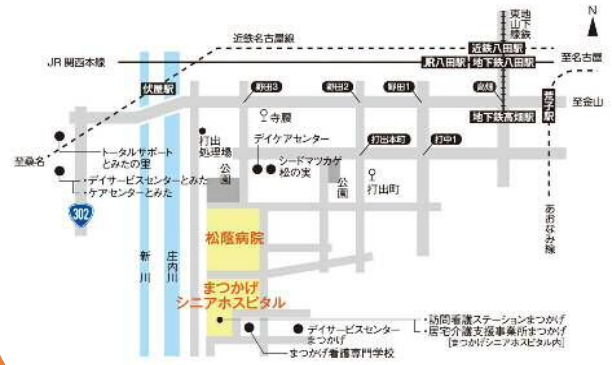 N
近鉄名古屋線
東山線
地下鉄
近鉄八田駅
JR関西本線
JR八田駅
地下鉄八田駅
至名古屋
伏屋駅
野田3
野田2
野田1
高畑
至金山
地下鉄高畑駅
寺腰
打出
処理場
デイケアセンター
打出本町
打中1
至桑名
トータルサポート
とみたの里
・デイサービスセンターとみた
・ケアセンターとみた
シードマツカゲ
松の実
公園
公園
打出町
あおなみ線
302
新川
庄内川
松蔭病院
まつかげ
シニアホスピタル
・訪問看護ステーションまつかげ
・居宅介護支援事業所まつかげ
[まつかげシニアホスピタル内]
デイサービスセンター
まつかげ
まつかげ看護専門学校